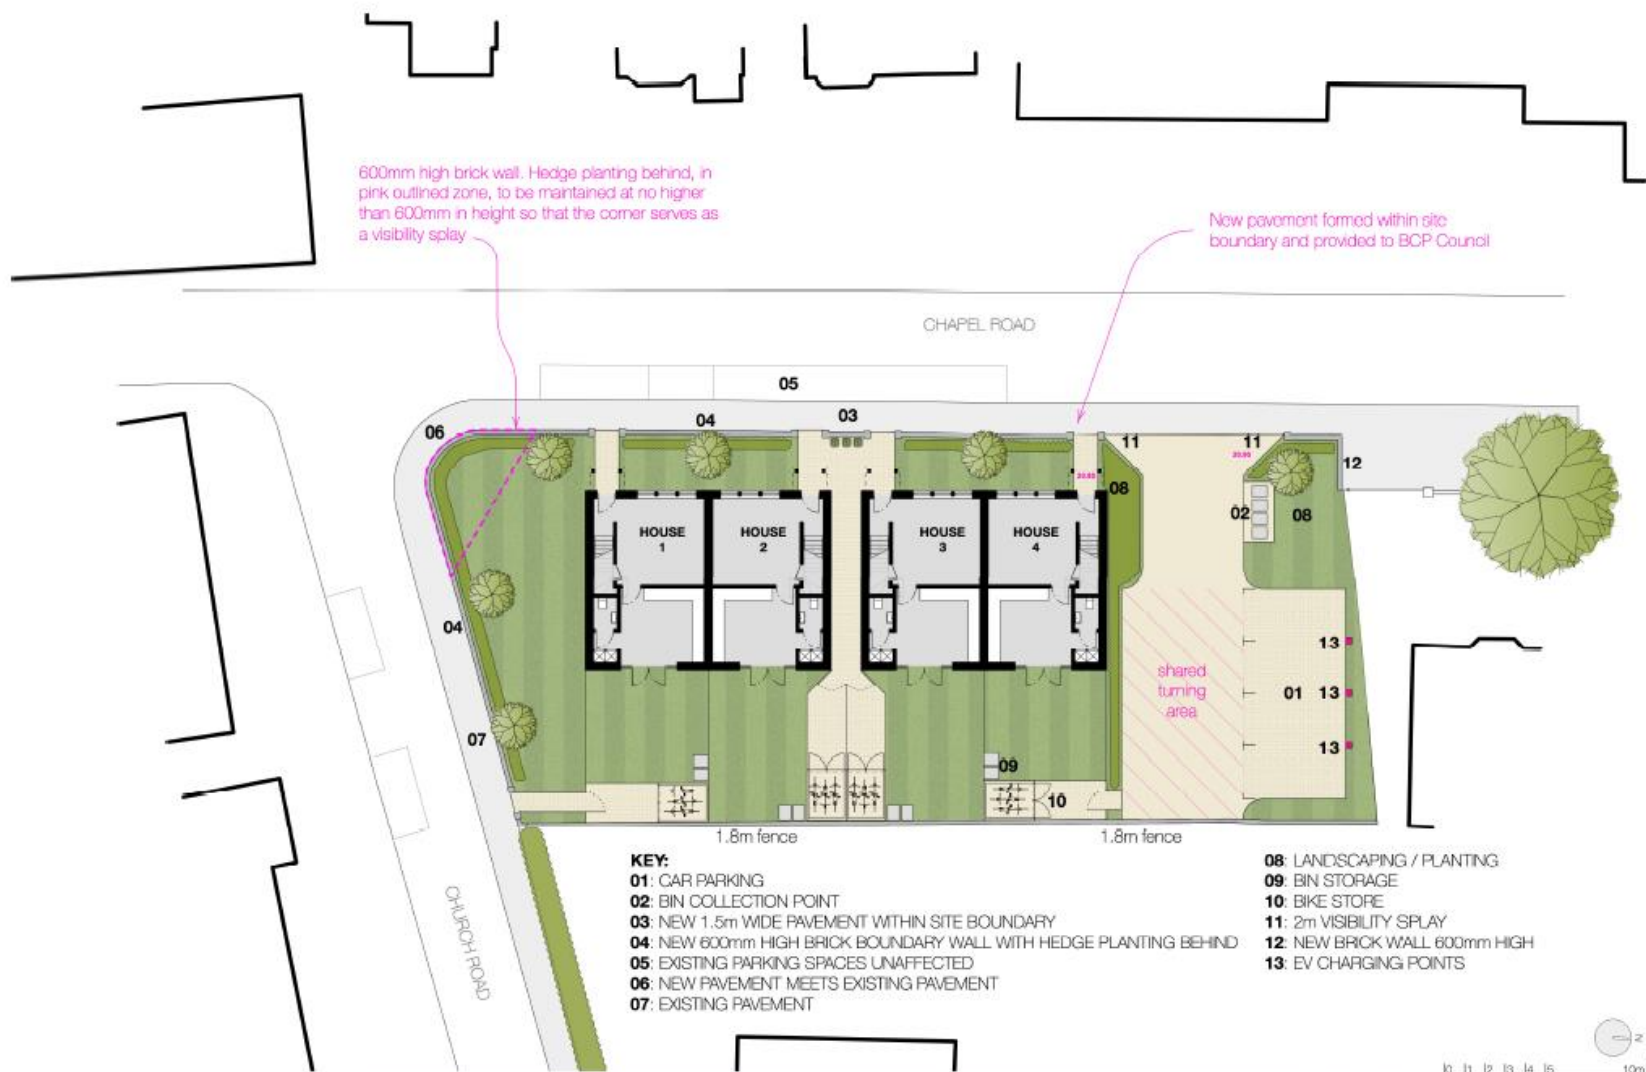 600mm high brick wall. Hedge planting behind, in
pink outlined zone, to be maintained at no higher
than 600mm in height so that the corner serves as
a visibility splay
New pavement formed within site
boundary and provided to BCP Council
CHAPEL ROAD
05
04
03
06
11
11
12
08
02
08
HOUSE
1
HOUSE
2
HOUSE
3
HOUSE
4
04
13
shared
turning
area
01
13
07
13
09
10
1.8m fence
1.8m fence
CHURCH ROAD
KEY:
01: CAR PARKING
02: BIN COLLECTION POINT
03: NEW 1.5m WIDE PAVEMENT WITHIN SITE BOUNDARY
04: NEW 600mm HIGH BRICK BOUNDARY WALL WITH HEDGE PLANTING BEHIND
05: EXISTING PARKING SPACES UNAFFECTED
06: NEW PAVEMENT MEETS EXISTING PAVEMENT
07: EXISTING PAVEMENT
08: LANDSCAPING / PLANTING
09: BIN STORAGE
10: BIKE STORE
11: 2m VISIBILITY SPLAY
12: NEW BRICK WALL 600mm HIGH
13: EV CHARGING POINTS
N
0 1 2 3 4 5 10m